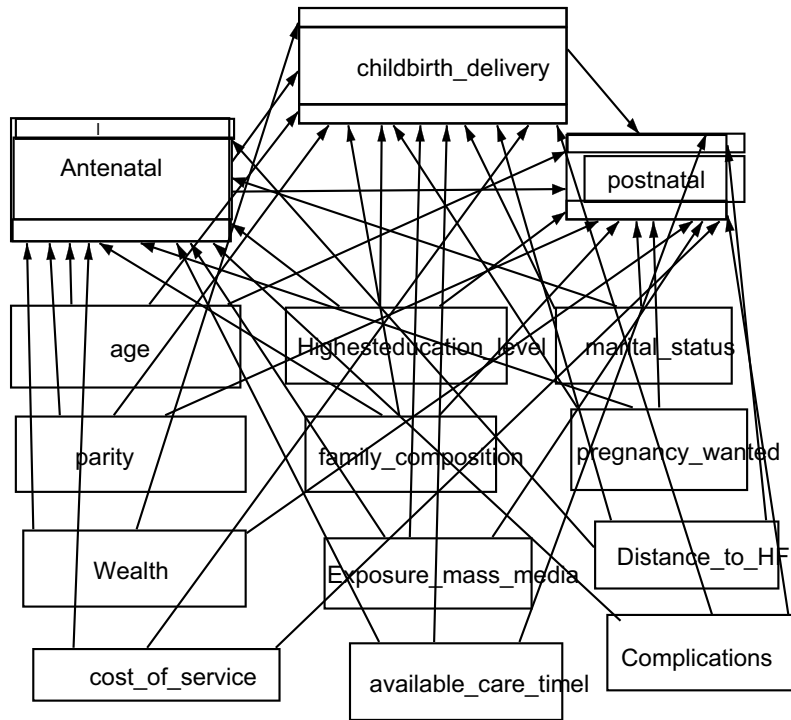 childbirth_delivery
I
Antenatal
postnatal
age
Highesteducation_level
marital_status
parity
family_composition
pregnancy_wanted
Wealth
Exposure_mass_media
Distance_to_HF
cost_of_service
available_care_timel
Complications